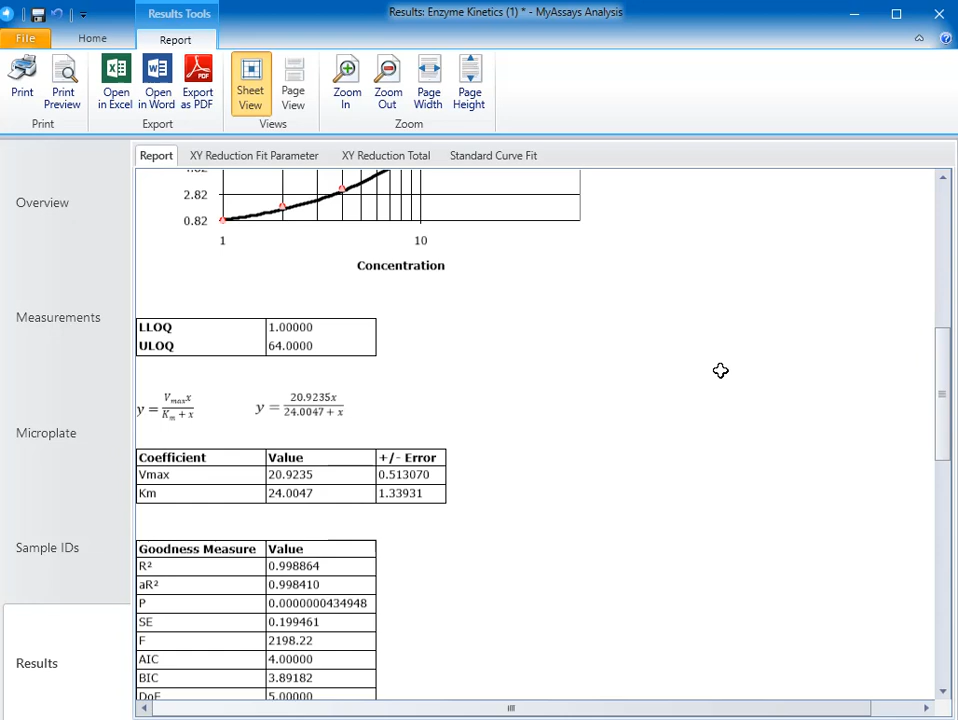 Results Tools
Results: Enzyme Kinetics (1) * - MyAssays Analysis
File
Home
Report
Print
Print Preview
Open in Excel
Open in Word
Export as PDF
Sheet View
Page View
Zoom In
Zoom Out
Page Width
Page Height
Print
Export
Views
Zoom
Report
XY Reduction Fit Parameter
XY Reduction Total
Standard Curve Fit
Overview
Measurements
Microplate
Sample IDs
Results
2.82
0.82
1 10
Concentration
LLOQ 1.00000
ULOQ 64.0000
y = Vmaxx / Km + x
y = 20.9235x / 24.0047 + x
Coefficient Value +/- Error
Vmax 20.9235 0.513070
Km 24.0047 1.33931
Goodness Measure Value
R² 0.998864
aR² 0.998410
P 0.0000000434948
SE 0.199461
F 2198.22
AIC 4.00000
BIC 3.89182
DoF 5.00000